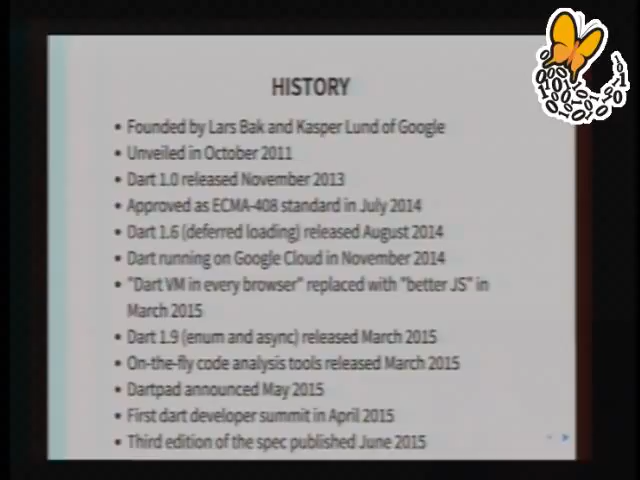 HISTORY
• Founded by Lars Bak and Kasper Lund of Google
• Unveiled in October 2011
• Dart 1.0 released November 2013
• Approved as ECMA-408 standard in July 2014
• Dart 1.6 (deferred loading) released August 2014
• Dart running on Google Cloud in November 2014
• "Dart VM in every browser" replaced with "better JS" in
March 2015
• Dart 1.9 (enum and async) released March 2015
• On-the-fly code analysis tools released March 2015
• Dartpad announced May 2015
• First dart developer summit in April 2015
• Third edition of the spec published June 2015